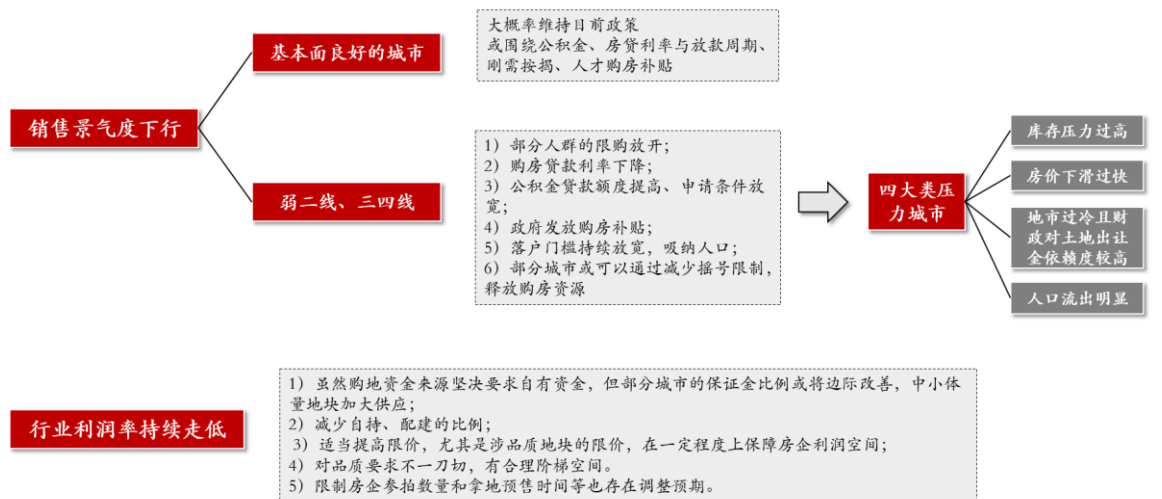 大概率维持目前政策
或围绕公积金、房贷利率与放款周期、
刚需按揭、人才购房补贴
基本面良好的城市
销售景气度下行
弱二线、三四线
1）部分人群的限购放开；
2）购房贷款利率下降；
3）公积金贷款额度提高、申请条件放
宽；
4）政府发放购房补贴；
5）落户门槛持续放宽，吸纳人口；
6）部分城市或可以通过减少摇号限制，
释放购房资源
四大类压
力城市
库存压力过高
房价下滑过快
地市过冷且财
政对土地出让
金依赖度较高
人口流出明显
行业利润率持续走低
1）虽然购地资金来源坚决要求自有资金，但部分城市的保证金比例或将边际改善，中小体
量地块加大供应；
2）减少自持、配建的比例；
3）适当提高限价，尤其是涉品质地块的限价，在一定程度上保障房企利润空间；
4）对品质要求不一刀切，有合理阶梯空间。
5）限制房企参拍数量和拿地预售时间等也存在调整预期。